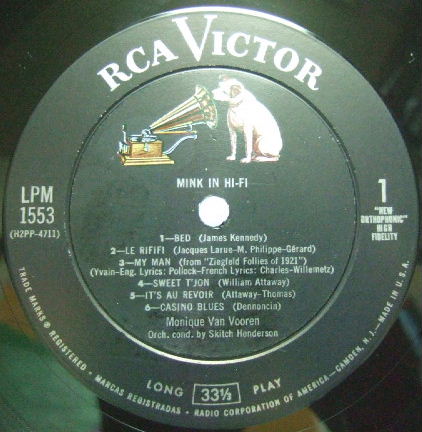 RCA VICTOR
MINK IN HI-FI
LPM
1553
(H2PP-4711)
1
"NEW
ORTHOPHONIC"
HIGH
FIDELITY
1—BED (James Kennedy)
2—LE RIFIFI (Jacques Larue-M. Philippe-Gérard)
3—MY MAN (from "Ziegfeld Follies of 1921")
(Yvain-Eng. Lyrics: Pollock-French Lyrics: Charles-Willemetz)
4—SWEET T'JON (William Attaway)
5—IT'S AU REVOIR (Attaway-Thomas)
6—CASINO BLUES (Dennoncin)
Monique Van Vooren
Orch. cond. by Skitch Henderson
LONG 33⅓ PLAY
TRADE MARKS ® REGISTERED • MARCAS REGISTRADAS • RADIO CORPORATION OF AMERICA—CAMDEN, N.J.—MADE IN U.S.A.